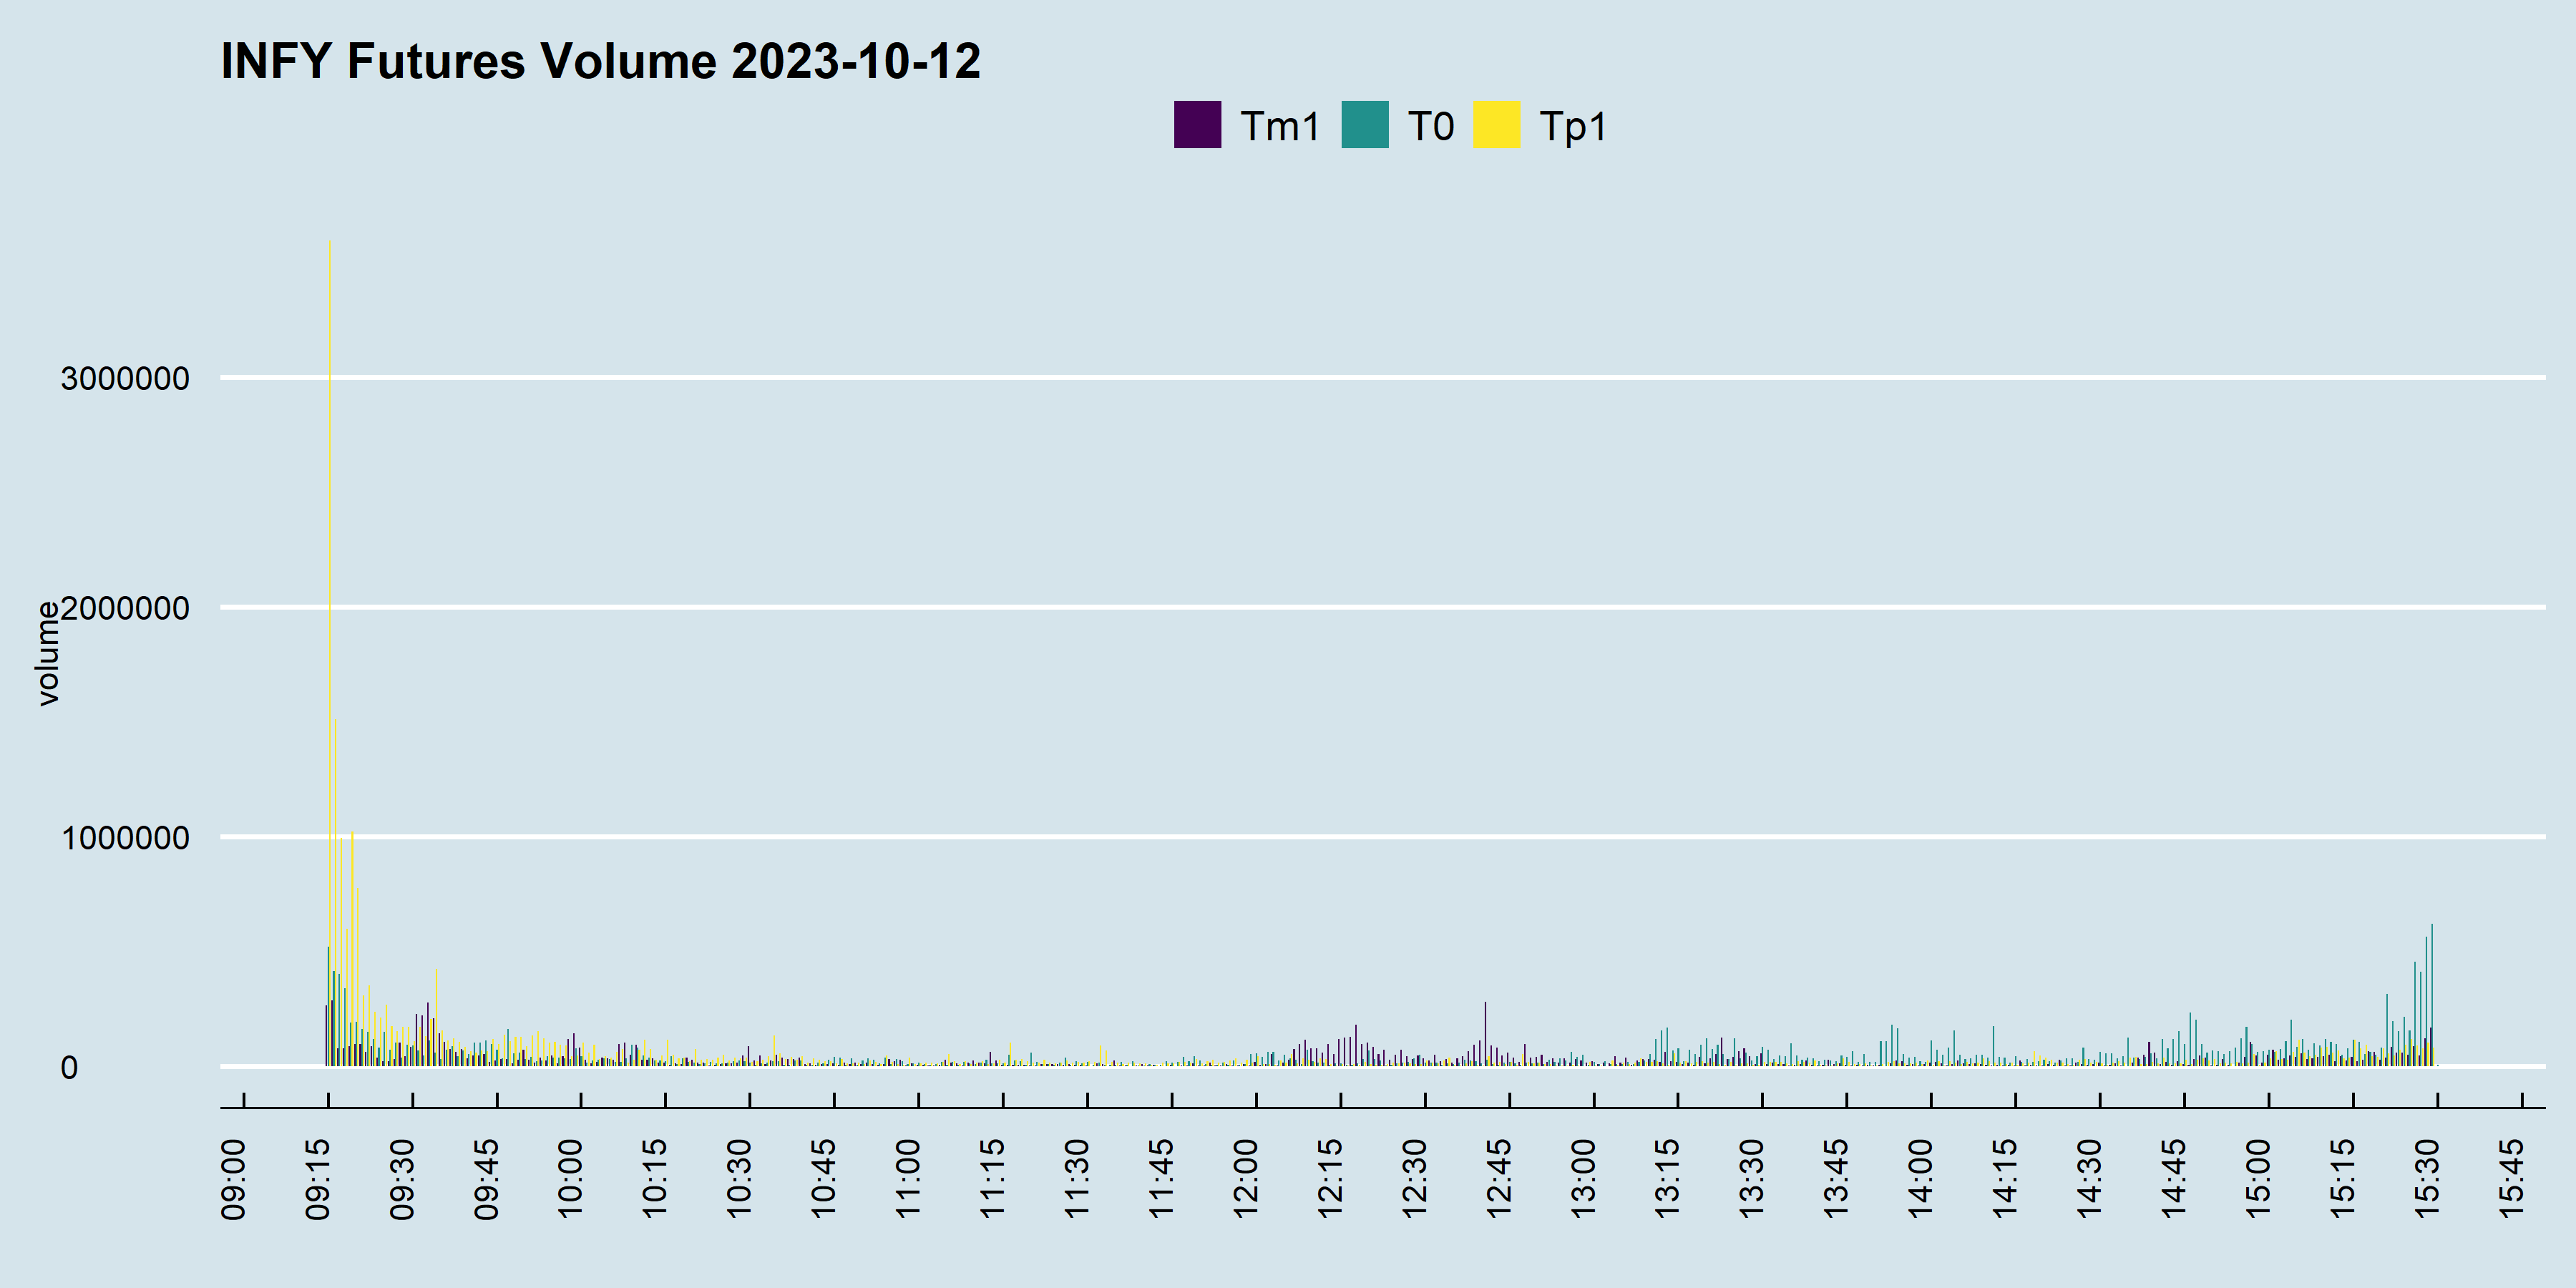 INFY Futures Volume 2023-10-12
Tm1 T0 Tp1
3000000
2000000
1000000
0
volume
09:00 09:15 09:30 09:45 10:00 10:15 10:30 10:45 11:00 11:15 11:30 11:45 12:00 12:15 12:30 12:45 13:00 13:15 13:30 13:45 14:00 14:15 14:30 14:45 15:00 15:15 15:30 15:45